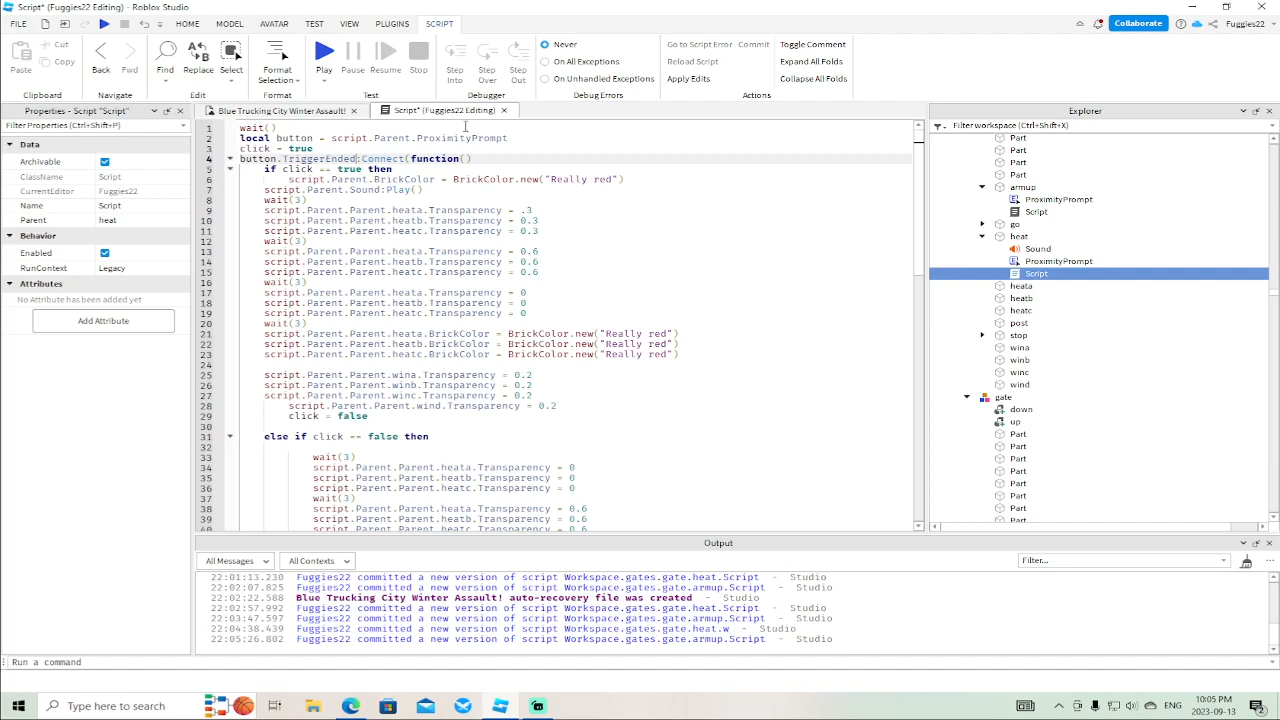 Script* (Fuggies22 Editing) - Roblox Studio
FILE HOME MODEL AVATAR TEST VIEW PLUGINS SCRIPT Collaborate Fuggies22
Paste Cut Copy Back Fwd Find Replace Select Format Selection Play Pause Resume Stop Step Into Step Over Step Out
Never
On All Exceptions
On Unhandled Exceptions
Go to Script Error Commit Toggle Comment
Reload Script Expand All Folds
Apply Edits Collapse All Folds
Clipboard History Edit Format Test Debugger Debug Errors Actions
Properties - Script "Script"
Filter Properties (Ctrl+Shift+P)
Data
Archivable
ClassName Script
CurrentEditor Fuggies22
Name Script
Parent heat
Behavior
Enabled
RunContext Legacy
Attributes
No Attribute has been added yet
Add Attribute
Blue Trucking City Winter Assault! Script* (Fuggies22 Editing)
1 wait()
2 local button = script.Parent.ProximityPrompt
3 click = true
4 button.TriggerEnded:Connect(function()
5 if click == true then
6 script.Parent.BrickColor = BrickColor.new("Really red")
7 script.Parent.Sound:Play()
8 wait(3)
9 script.Parent.Parent.heata.Transparency = .3
10 script.Parent.Parent.heatb.Transparency = 0.3
11 script.Parent.Parent.heatc.Transparency = 0.3
12 wait(3)
13 script.Parent.Parent.heata.Transparency = 0.6
14 script.Parent.Parent.heatb.Transparency = 0.6
15 script.Parent.Parent.heatc.Transparency = 0.6
16 wait(3)
17 script.Parent.Parent.heata.Transparency = 0
18 script.Parent.Parent.heatb.Transparency = 0
19 script.Parent.Parent.heatc.Transparency = 0
20 wait(3)
21 script.Parent.Parent.heata.BrickColor = BrickColor.new("Really red")
22 script.Parent.Parent.heatb.BrickColor = BrickColor.new("Really red")
23 script.Parent.Parent.heatc.BrickColor = BrickColor.new("Really red")
24
25 script.Parent.Parent.wina.Transparency = 0.2
26 script.Parent.Parent.winb.Transparency = 0.2
27 script.Parent.Parent.winc.Transparency = 0.2
28 script.Parent.Parent.wind.Transparency = 0.2
29 click = false
30
31 else if click == false then
32
33 wait(3)
34 script.Parent.Parent.heata.Transparency = 0
35 script.Parent.Parent.heatb.Transparency = 0
36 script.Parent.Parent.heatc.Transparency = 0
37 wait(3)
38 script.Parent.Parent.heata.Transparency = 0.6
39 script.Parent.Parent.heatb.Transparency = 0.6
40 script.Parent.Parent.heatc.Transparency = 0.6
Explorer
Filter workspace (Ctrl+Shift+X)
Part
Part
Part
Part
armup
ProximityPrompt
Script
go
heat
Sound
ProximityPrompt
Script
heata
heatb
heatc
post
stop
wina
winb
winc
wind
gate
down
up
Part
Part
Part
Part
Part
Part
Part
Part
Output
All Messages All Contexts Filter...
22:01:13.230 Fuggies22 committed a new version of script Workspace.gates.gate.heat.Script - Studio
22:02:07.825 Fuggies22 committed a new version of script Workspace.gates.gate.armup.Script - Studio
22:02:22.588 Blue Trucking City Winter Assault! auto-recovery file was created - Studio
22:02:57.992 Fuggies22 committed a new version of script Workspace.gates.gate.heat.Script - Studio
22:03:47.597 Fuggies22 committed a new version of script Workspace.gates.gate.armup.Script - Studio
22:04:38.439 Fuggies22 committed a new version of script Workspace.gates.gate.heat.w - Studio
22:05:26.802 Fuggies22 committed a new version of script Workspace.gates.gate.armup.Script - Studio
Run a command
Type here to search ENG 10:05 PM
2023-09-13